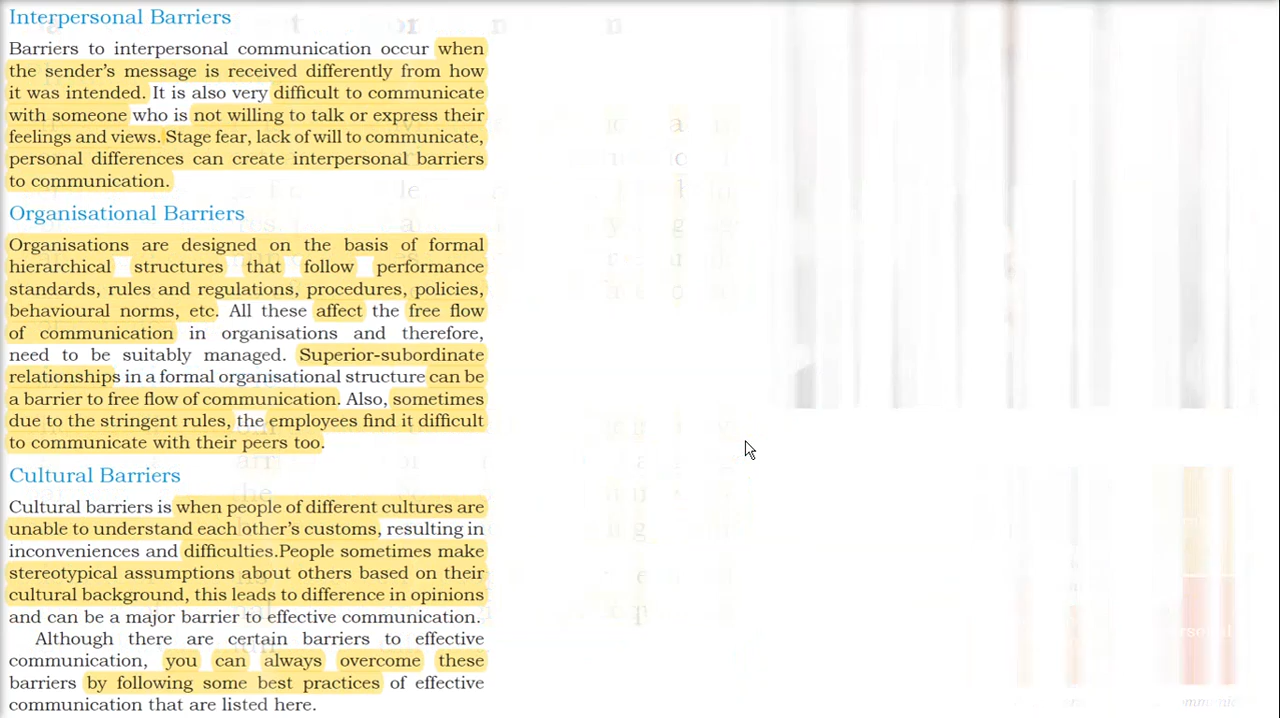 Interpersonal Barriers
Barriers to interpersonal communication occur when
the sender’s message is received differently from how
it was intended. It is also very difficult to communicate
with someone who is not willing to talk or express their
feelings and views. Stage fear, lack of will to communicate,
personal differences can create interpersonal barriers
to communication.
Organisational Barriers
Organisations are designed on the basis of formal
hierarchical structures that follow performance
standards, rules and regulations, procedures, policies,
behavioural norms, etc. All these affect the free flow
of communication in organisations and therefore,
need to be suitably managed. Superior-subordinate
relationships in a formal organisational structure can be
a barrier to free flow of communication. Also, sometimes
due to the stringent rules, the employees find it difficult
to communicate with their peers too.
Cultural Barriers
Cultural barriers is when people of different cultures are
unable to understand each other’s customs, resulting in
inconveniences and difficulties.People sometimes make
stereotypical assumptions about others based on their
cultural background, this leads to difference in opinions
and can be a major barrier to effective communication.
Although there are certain barriers to effective
communication, you can always overcome these
barriers by following some best practices of effective
communication that are listed here.